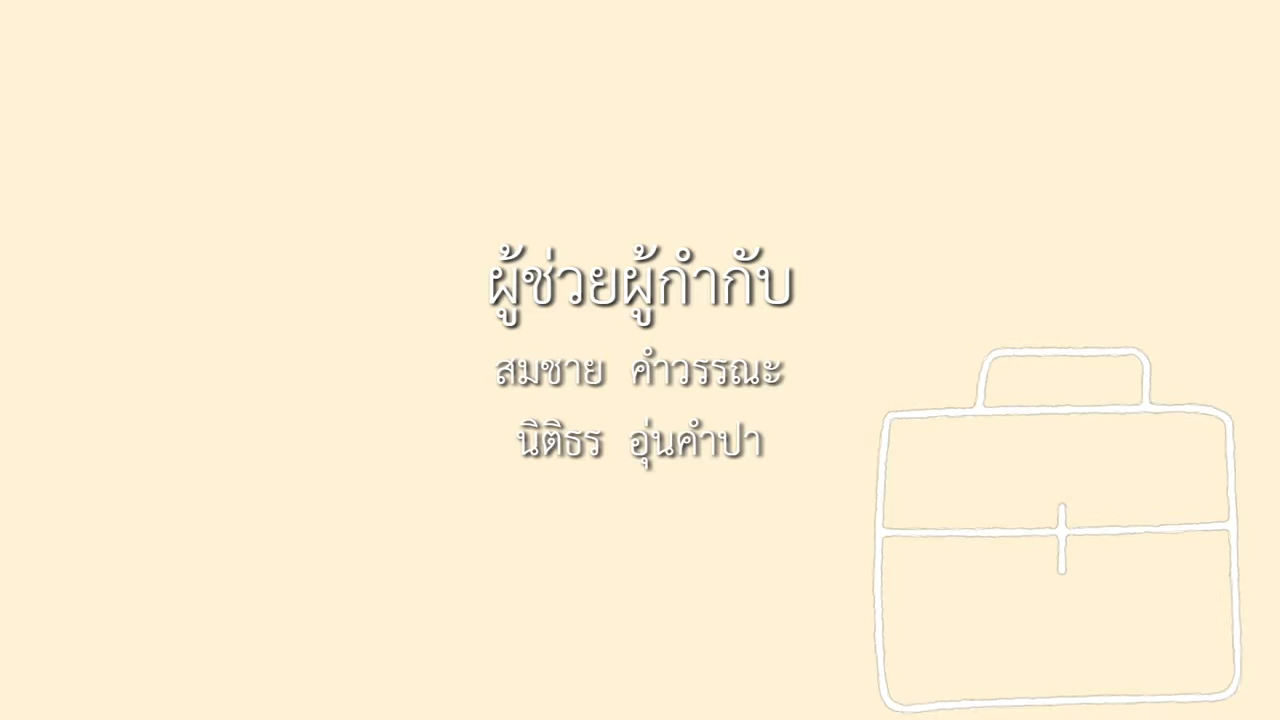 ผู้ช่วยผู้กำกับ
สมชาย คำวรรณะ
นิติธร อุ่นคำปา